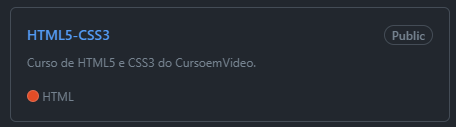 HTML5-CSS3 Public
Curso de HTML5 e CSS3 do CursoemVideo.
HTML